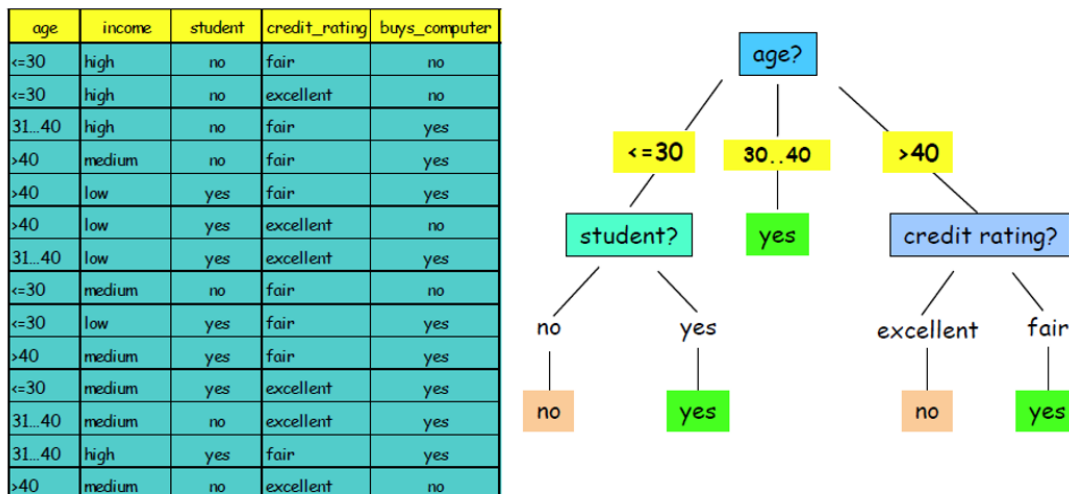 age income student credit_rating buys_computer
<=30 high no fair no
<=30 high no excellent no
31...40 high no fair yes
>40 medium no fair yes
>40 low yes fair yes
>40 low yes excellent no
31...40 low yes excellent yes
<=30 medium no fair no
<=30 low yes fair yes
>40 medium yes fair yes
<=30 medium yes excellent yes
31...40 medium no excellent yes
31...40 high yes fair yes
>40 medium no excellent no
age?
<=30 30..40 >40
student? yes credit rating?
no yes excellent fair
no yes no yes